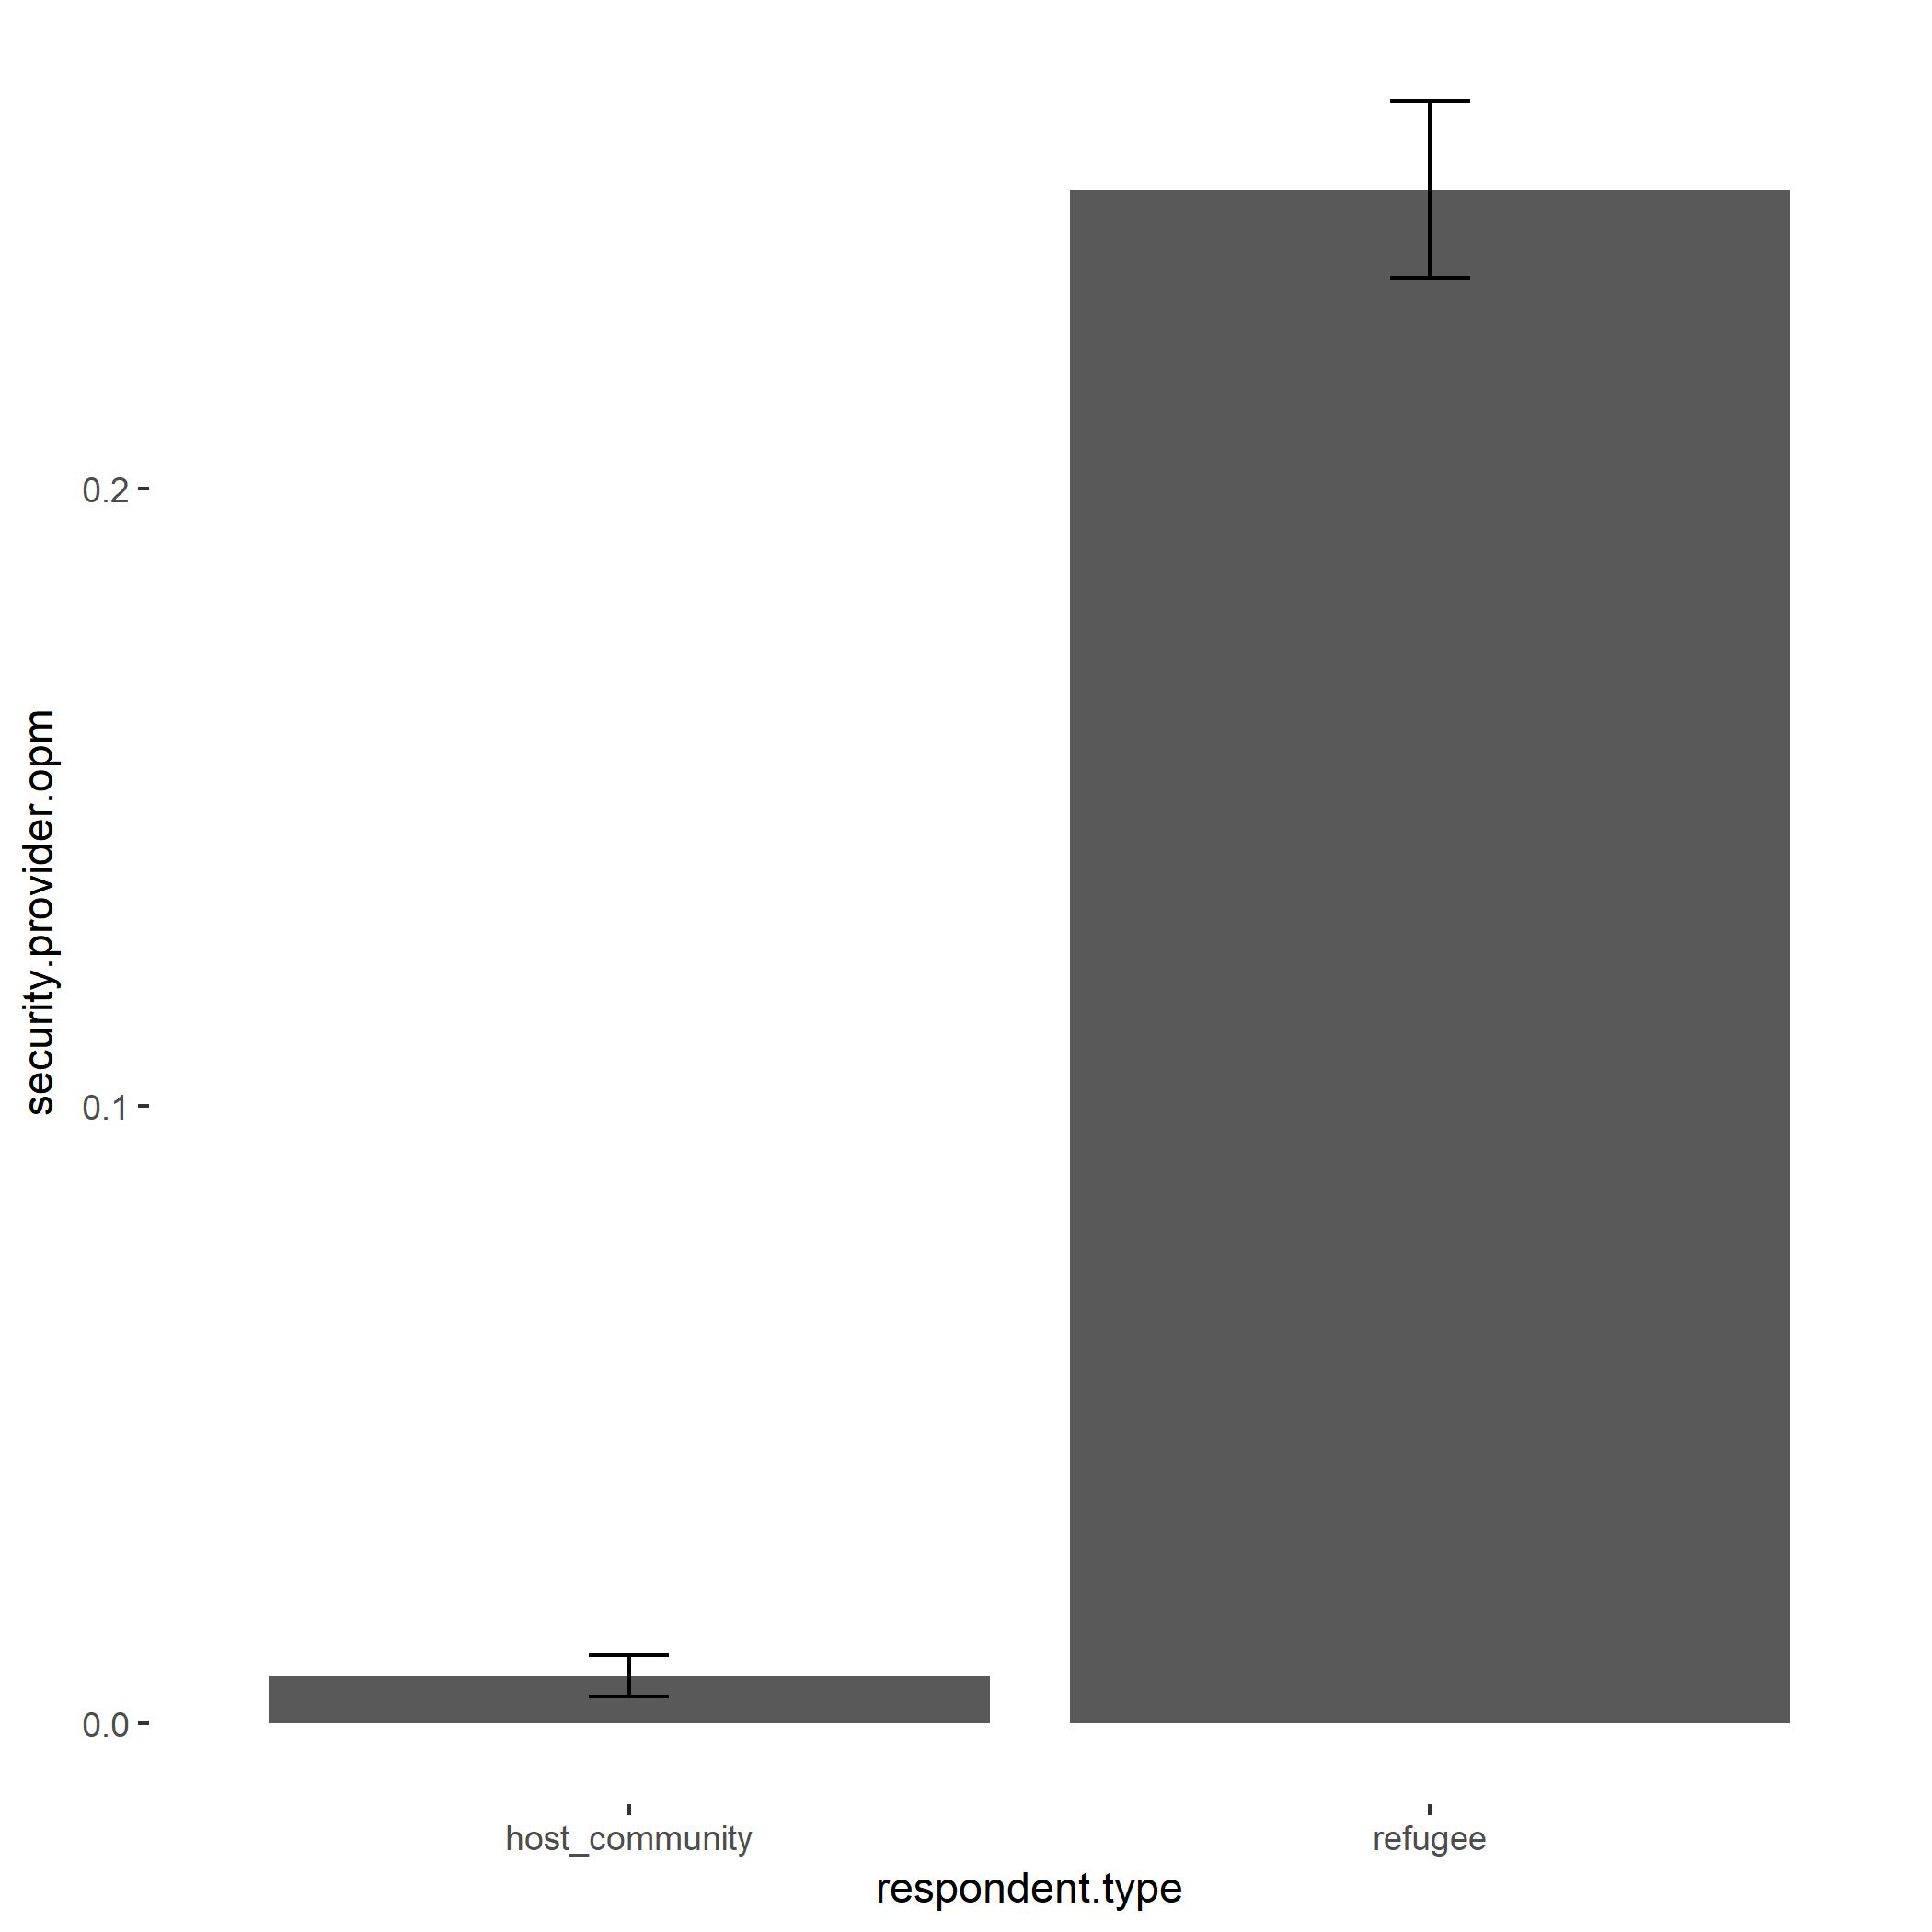 security.provider.opm
0.2
0.1
0.0
host_community
refugee
respondent.type